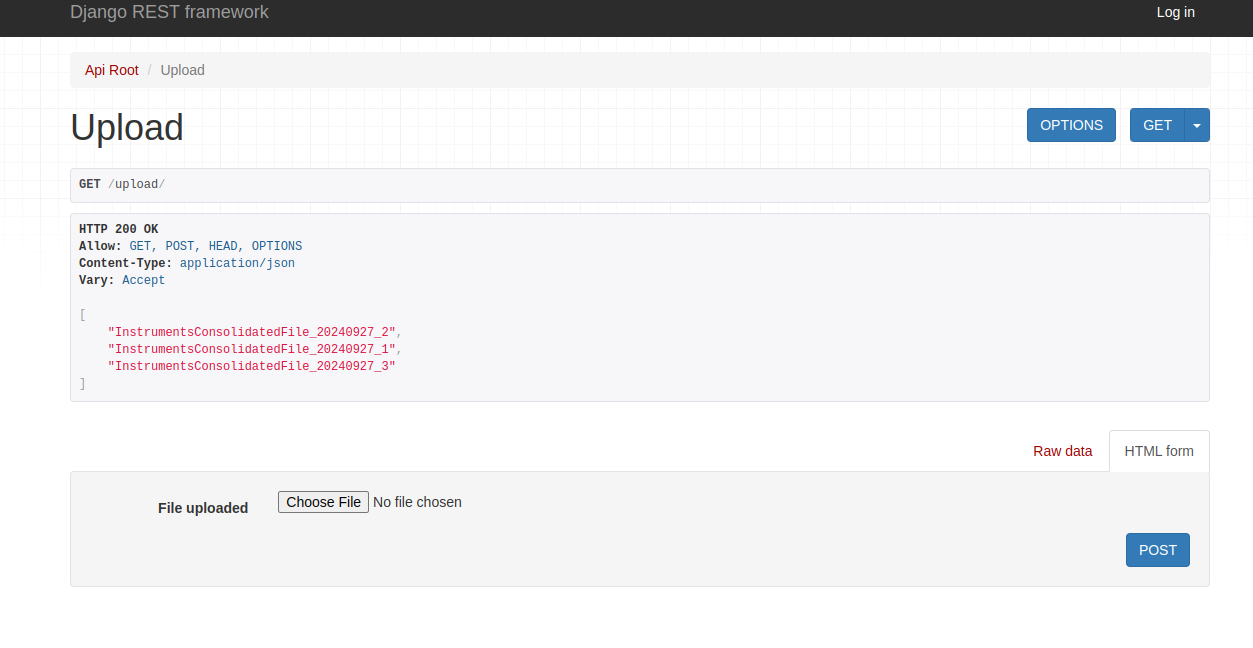 Django REST framework
Log in
Api Root / Upload
Upload
OPTIONS
GET
GET /upload/
HTTP 200 OK
Allow: GET, POST, HEAD, OPTIONS
Content-Type: application/json
Vary: Accept
[
"InstrumentsConsolidatedFile_20240927_2",
"InstrumentsConsolidatedFile_20240927_1",
"InstrumentsConsolidatedFile_20240927_3"
]
Raw data
HTML form
File uploaded
Choose File No file chosen
POST